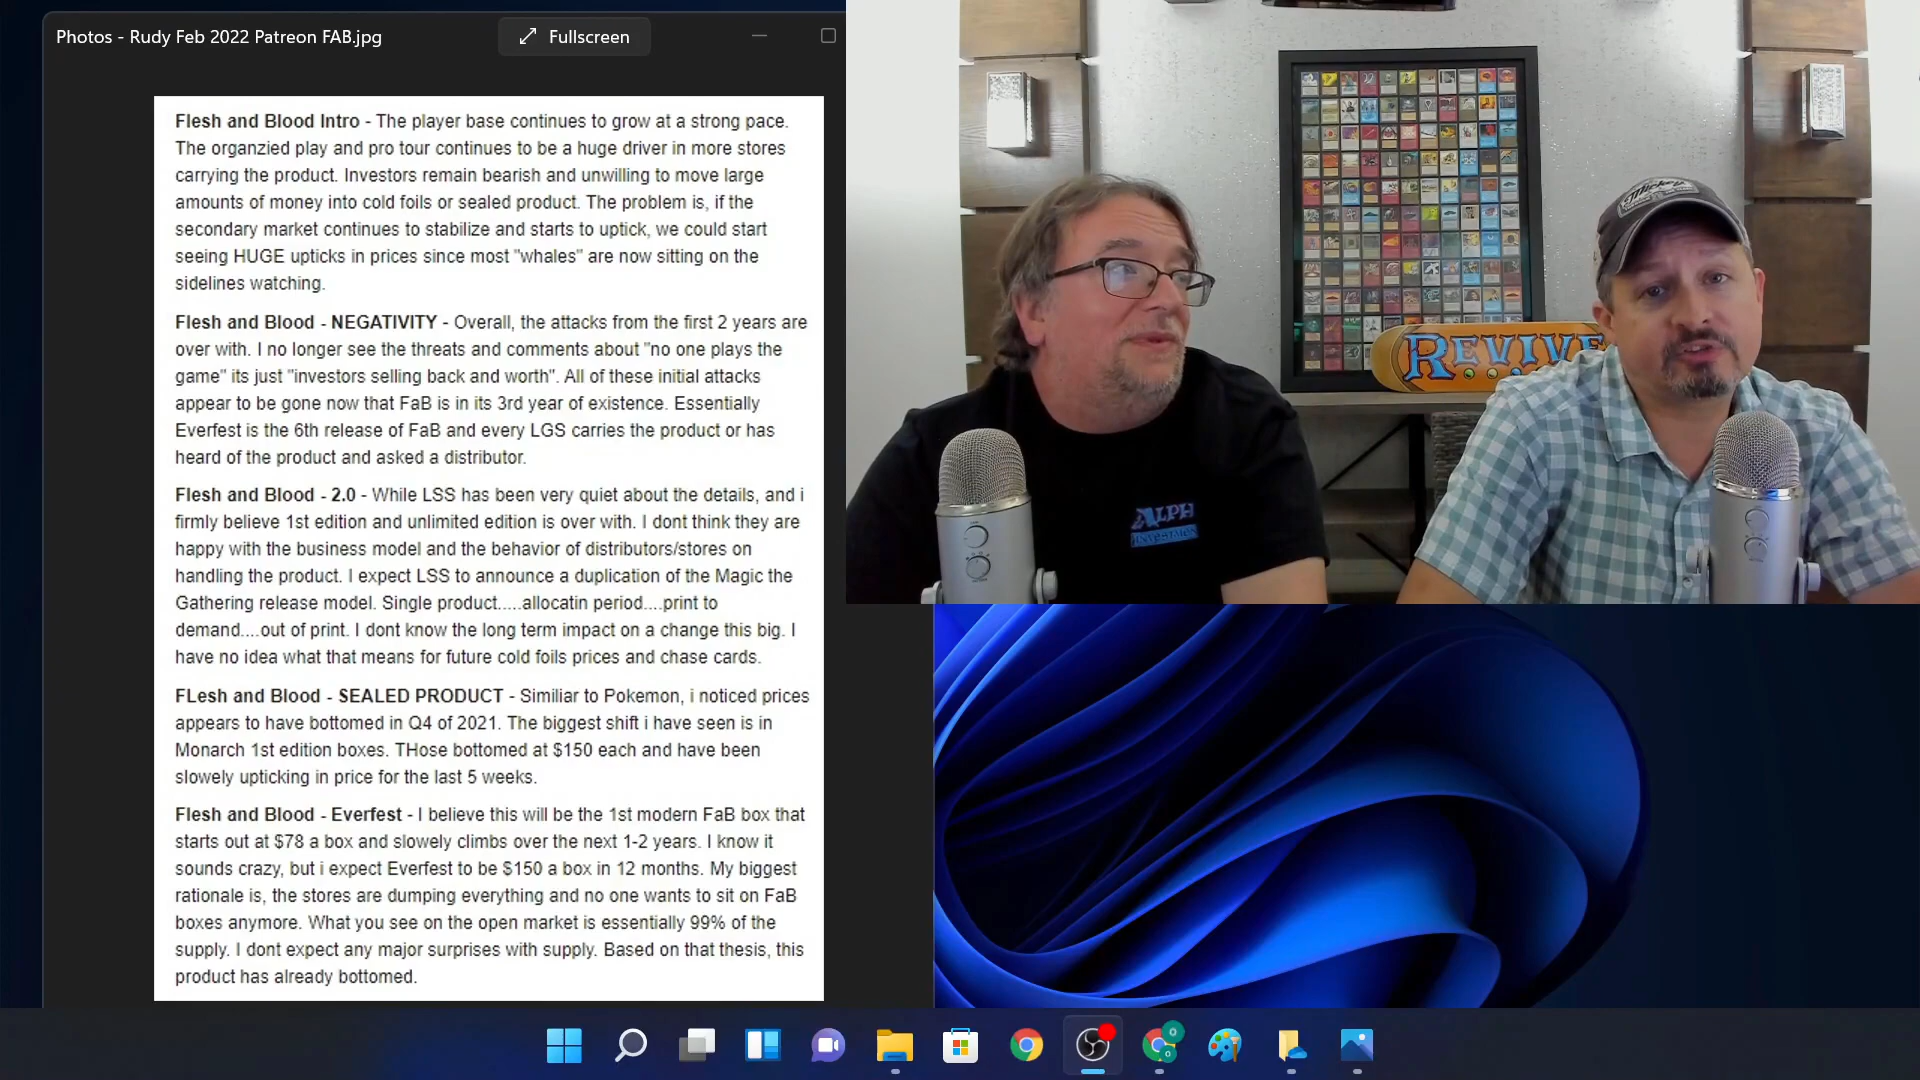 Photos - Rudy Feb 2022 Patreon FAB.jpg
Fullscreen
Flesh and Blood Intro - The player base continues to grow at a strong pace.
The organzied play and pro tour continues to be a huge driver in more stores
carrying the product. Investors remain bearish and unwilling to move large
amounts of money into cold foils or sealed product. The problem is, if the
secondary market continues to stabilize and starts to uptick, we could start
seeing HUGE upticks in prices since most "whales" are now sitting on the
sidelines watching.
Flesh and Blood - NEGATIVITY - Overall, the attacks from the first 2 years are
over with. I no longer see the threats and comments about "no one plays the
game" its just "investors selling back and worth". All of these initial attacks
appear to be gone now that FaB is in its 3rd year of existence. Essentially
Everfest is the 6th release of FaB and every LGS carries the product or has
heard of the product and asked a distributor.
Flesh and Blood - 2.0 - While LSS has been very quiet about the details, and i
firmly believe 1st edition and unlimited edition is over with. I dont think they are
happy with the business model and the behavior of distributors/stores on
handling the product. I expect LSS to announce a duplication of the Magic the
Gathering release model. Single product.....allocatin period....print to
demand....out of print. I dont know the long term impact on a change this big. I
have no idea what that means for future cold foils prices and chase cards.
FLesh and Blood - SEALED PRODUCT - Similiar to Pokemon, i noticed prices
appears to have bottomed in Q4 of 2021. The biggest shift i have seen is in
Monarch 1st edition boxes. THose bottomed at $150 each and have been
slowely upticking in price for the last 5 weeks.
Flesh and Blood - Everfest - I believe this will be the 1st modern FaB box that
starts out at $78 a box and slowely climbs over the next 1-2 years. I know it
sounds crazy, but i expect Everfest to be $150 a box in 12 months. My biggest
rationale is, the stores are dumping everything and no one wants to sit on FaB
boxes anymore. What you see on the open market is essentially 99% of the
supply. I dont expect any major surprises with supply. Based on that thesis, this
product has already bottomed.
REVIVE
ALPH